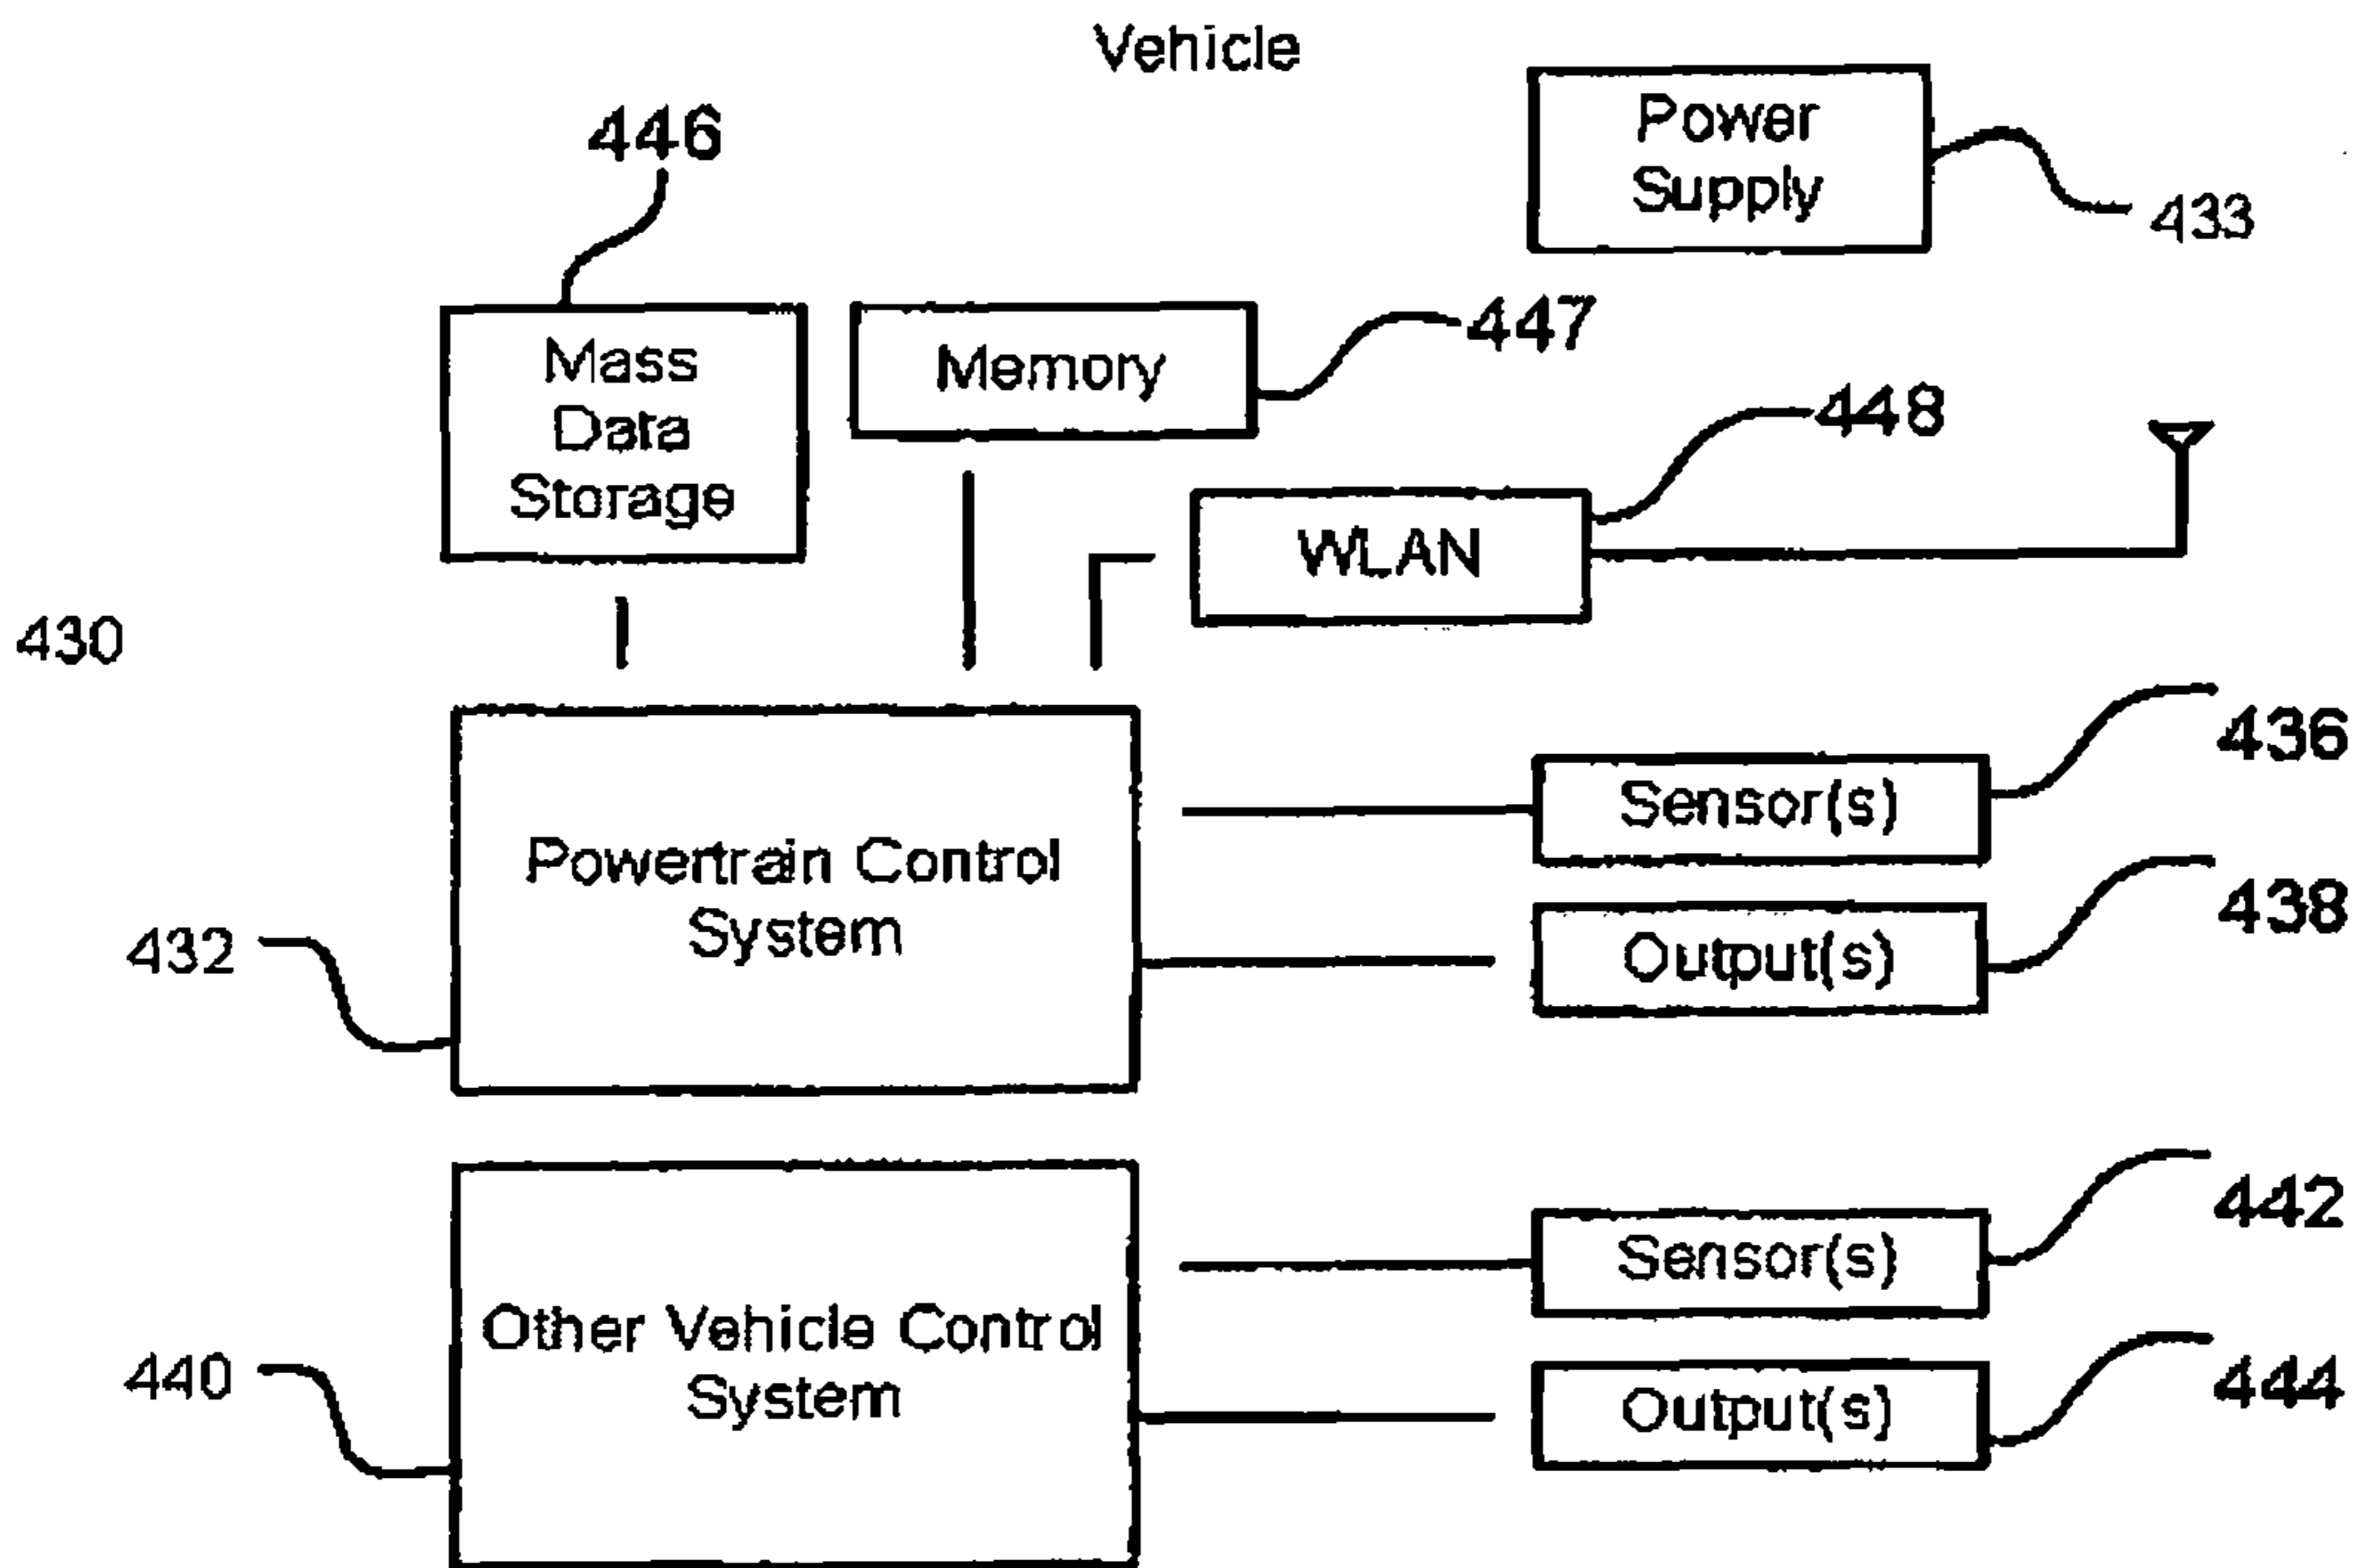 Vehicle
Power
Supply
433
446
Mass
Data
Storage
Memory
447
448
WLAN
430
Powertrain Control
System
432
Sensor(s)
436
Output(s)
438
Other Vehicle Control
System
440
Sensor(s)
442
Output(s)
444